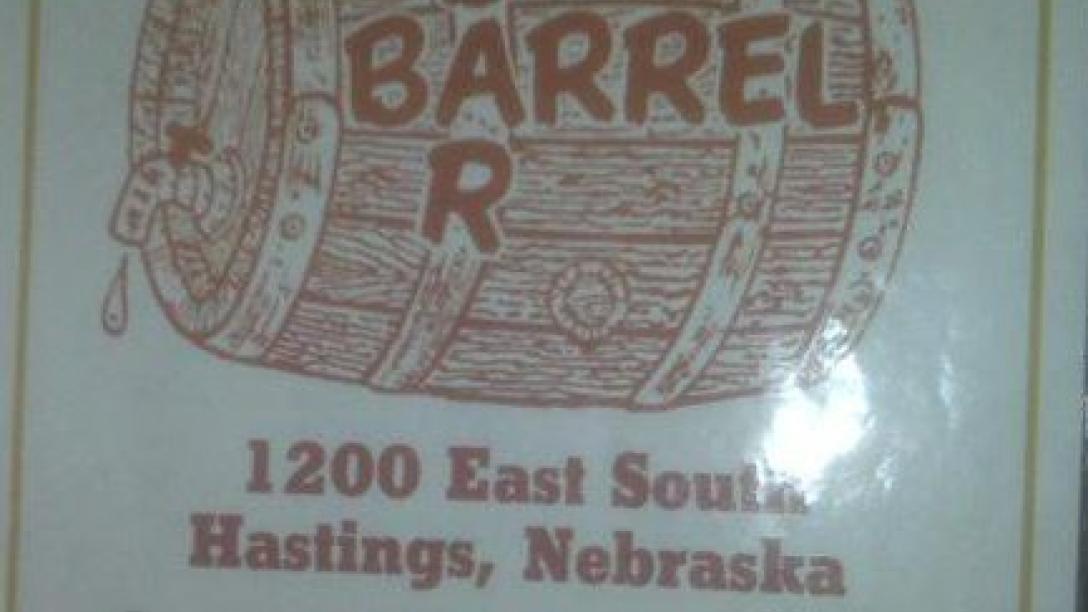 BARREL
R
1200 East South
Hastings, Nebraska